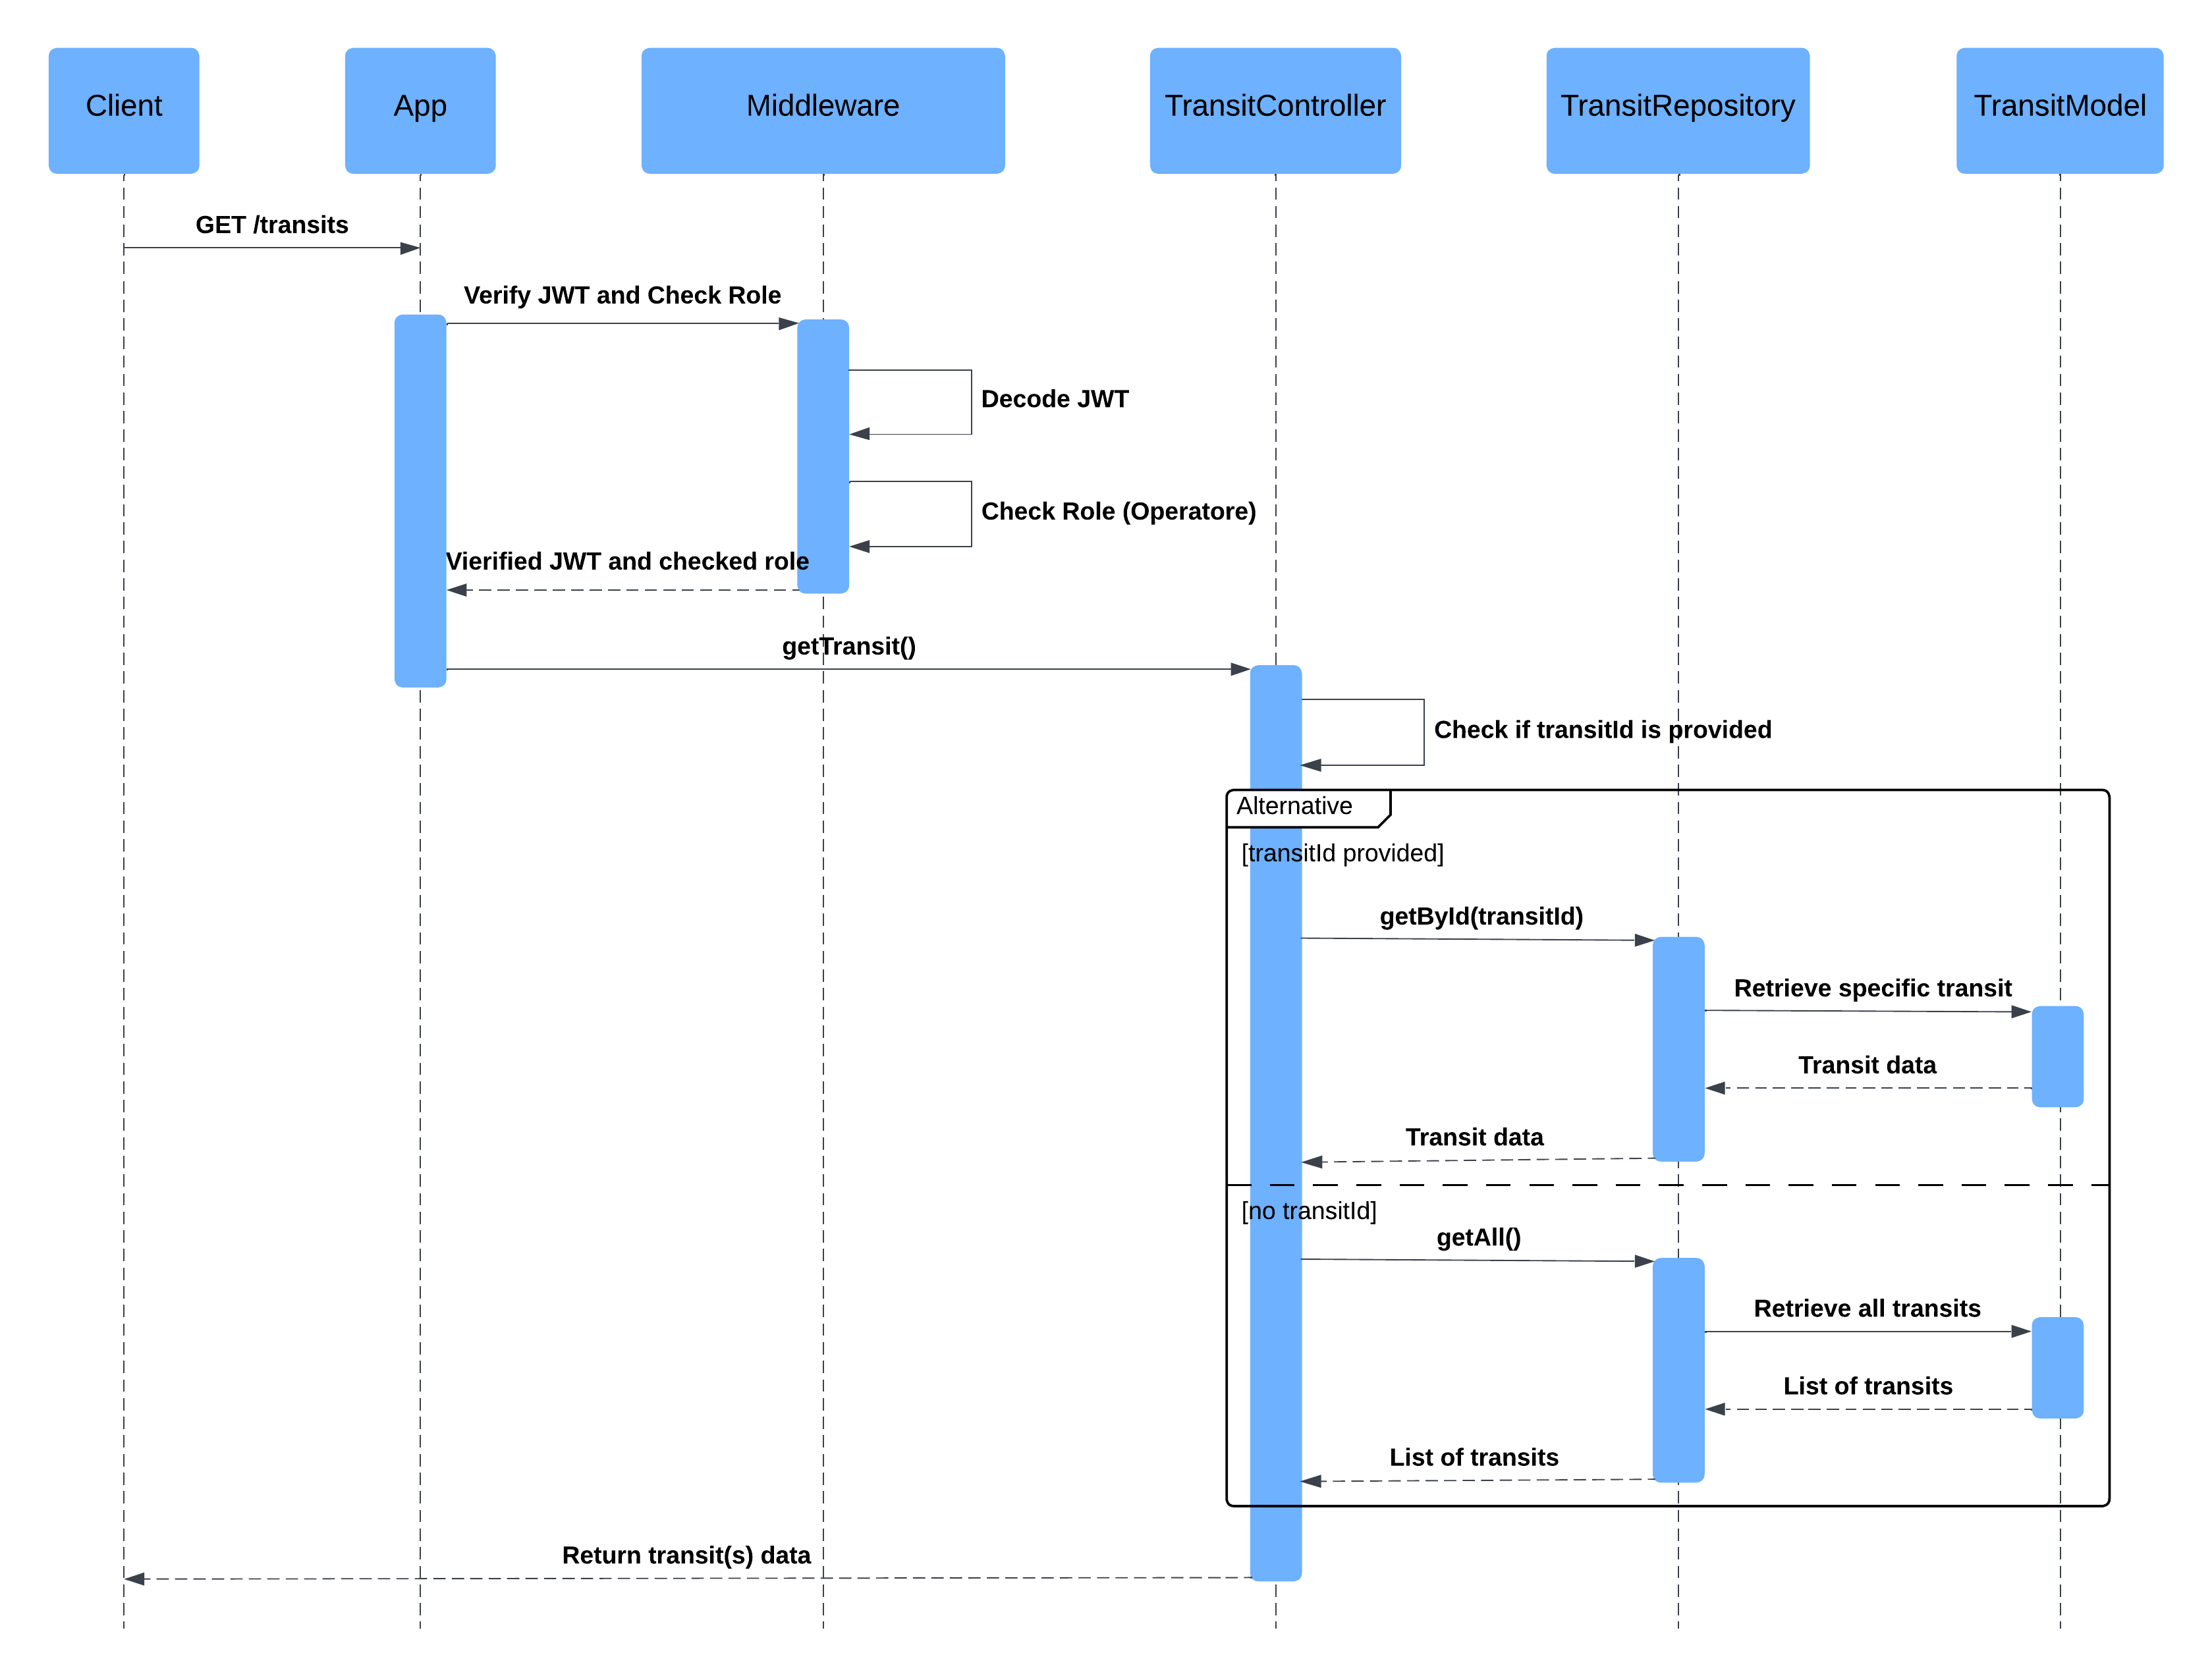 Client
App
Middleware
TransitController
TransitRepository
TransitModel
GET /transits
Verify JWT and Check Role
Decode JWT
Check Role (Operatore)
Vierified JWT and checked role
getTransit()
Check if transitId is provided
Alternative
[transitId provided]
getById(transitId)
Retrieve specific transit
Transit data
Transit data
[no transitId]
getAll()
Retrieve all transits
List of transits
List of transits
Return transit(s) data